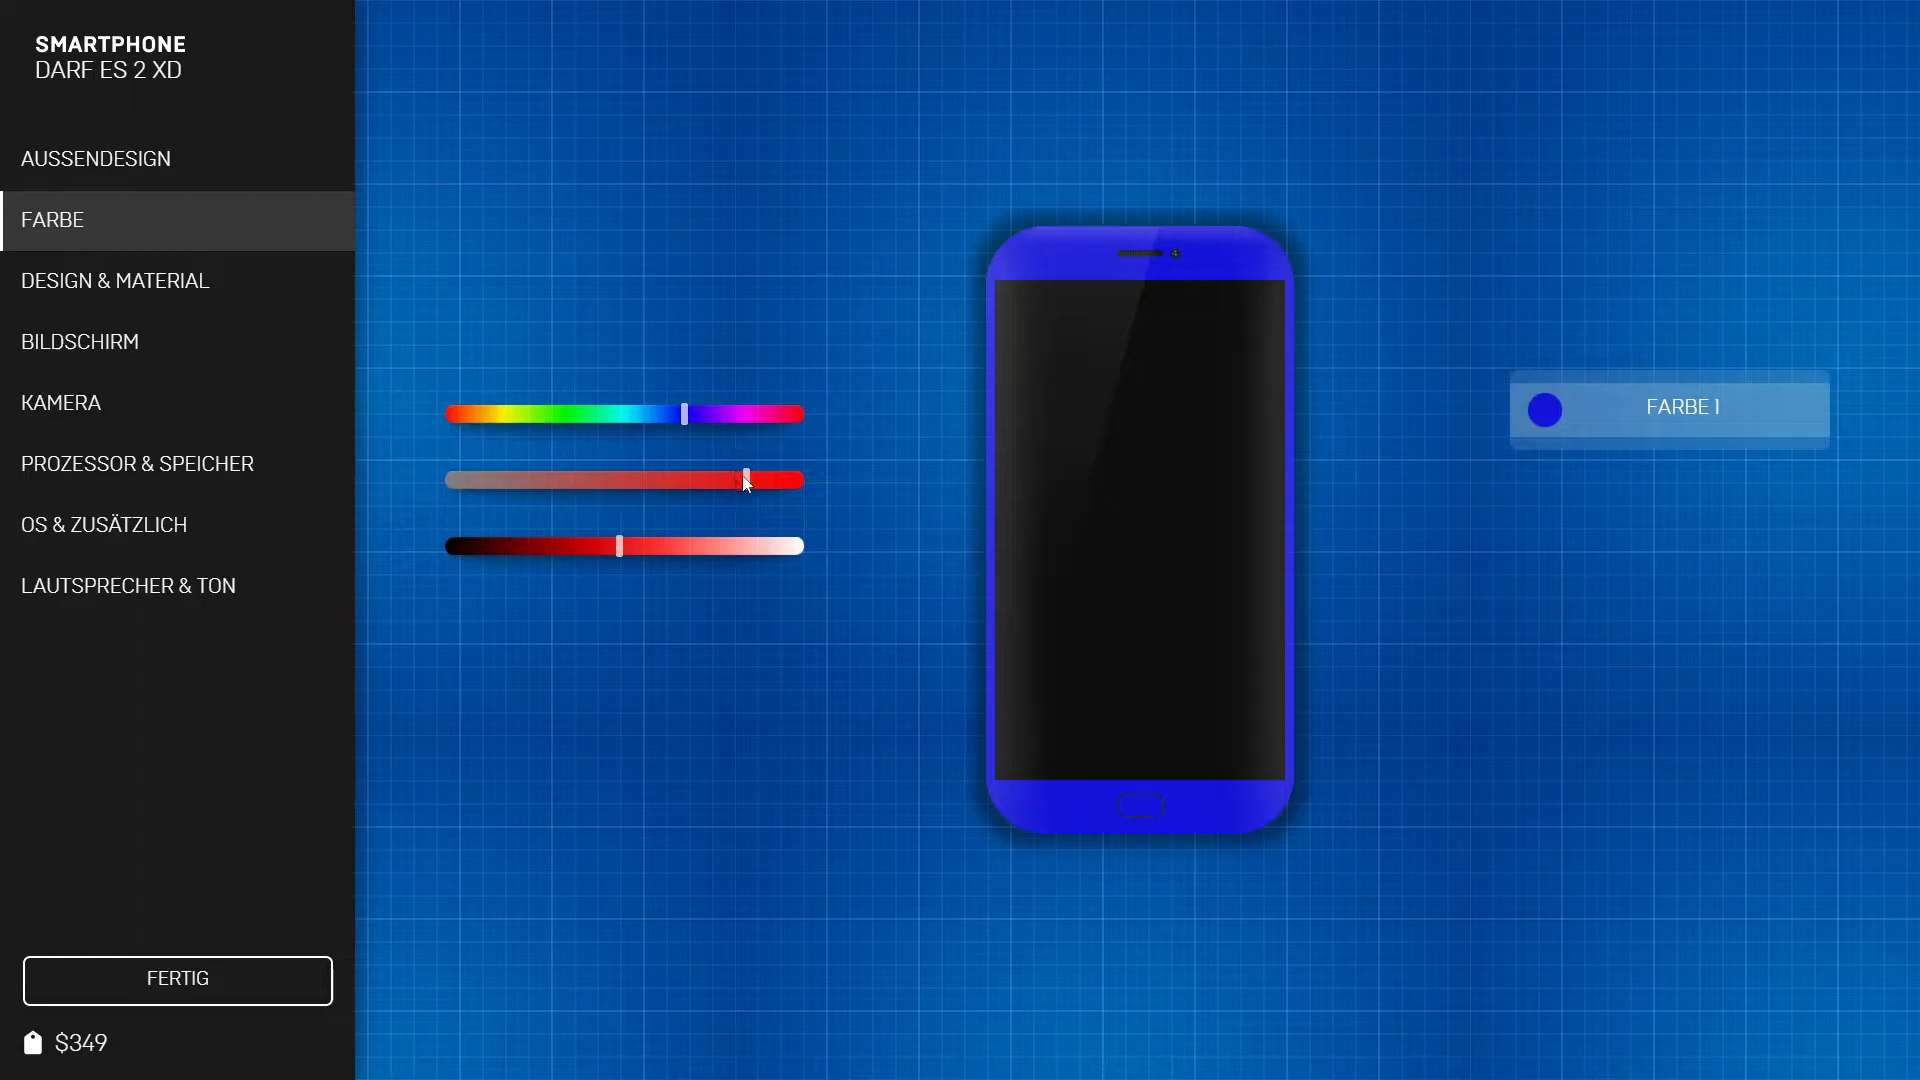 SMARTPHONE
DARF ES 2 XD
AUSSENDESIGN
FARBE
DESIGN & MATERIAL
BILDSCHIRM
KAMERA
PROZESSOR & SPEICHER
OS & ZUSÄTZLICH
LAUTSPRECHER & TON
FERTIG
$349
FARBE 1